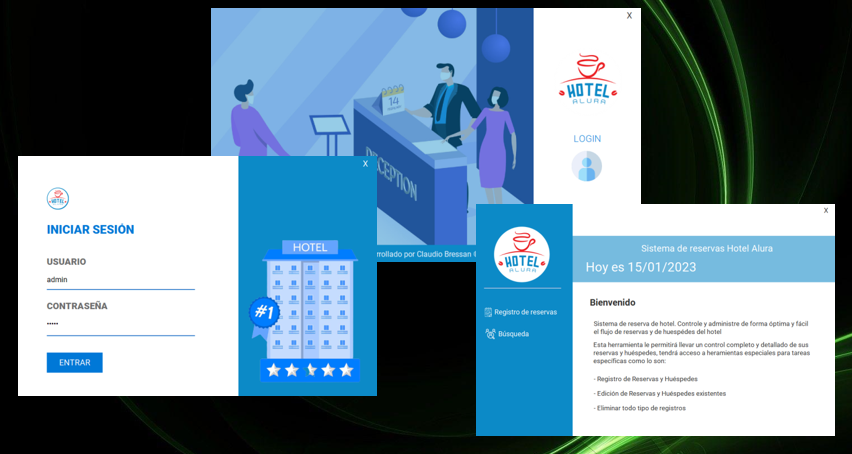 X
14
RECEPTION
HOTEL
ALURA
LOGIN
rrollado por Claudio Bressan ©
X
HOTEL
INICIAR SESIÓN
USUARIO
admin
CONTRASEÑA
•••••
ENTRAR
HOTEL
#1
X
HOTEL
ALURA
Registro de reservas
Búsqueda
Sistema de reservas Hotel Alura
Hoy es 15/01/2023
Bienvenido
Sistema de reserva de hotel. Controle y administre de forma óptima y fácil
el flujo de reservas y de huespédes del hotel
Esta herramienta le permitirá llevar un control completo y detallado de sus
reservas y huéspedes, tendrá acceso a heramientas especiales para tareas
específicas como lo son:
- Registro de Reservas y Huéspedes
- Edición de Reservas y Huéspedes existentes
- Eliminar todo tipo de registros